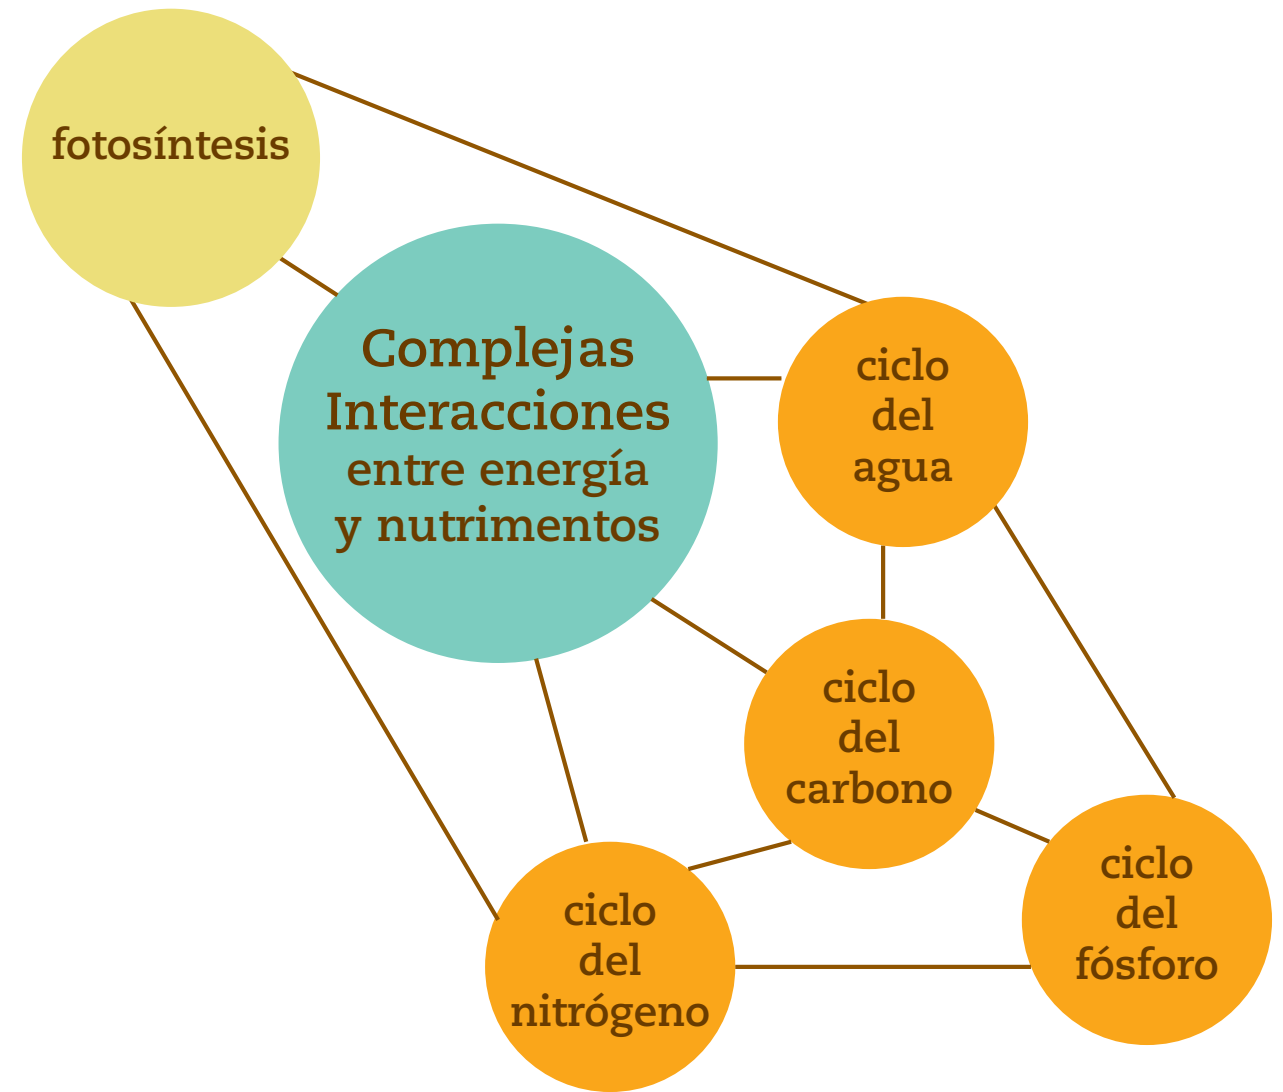 fotosíntesis
Complejas
Interacciones
entre energía
y nutrimentos
ciclo
del
agua
ciclo
del
carbono
ciclo
del
fósforo
ciclo
del
nitrógeno